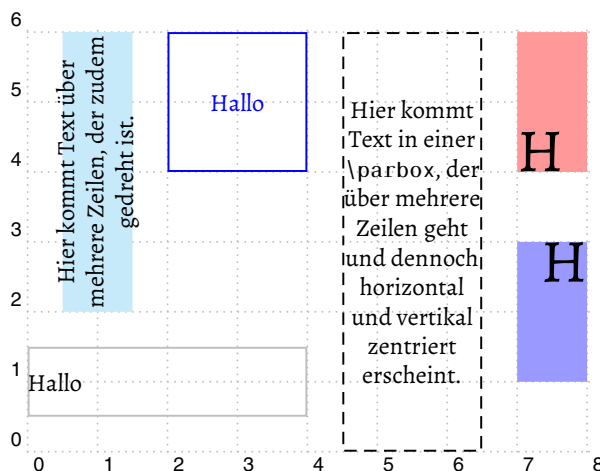 6
5
4
3
2
1
0
0 1 2 3 4 5 6 7 8
Hier kommt Text über
mehrere Zeilen, der zudem
gedreht ist.
Hallo
Hier kommt
Text in einer
\parbox, der
über mehrere
Zeilen geht
und dennoch
horizontal
und vertikal
zentriert
erscheint.
H
H
Hallo